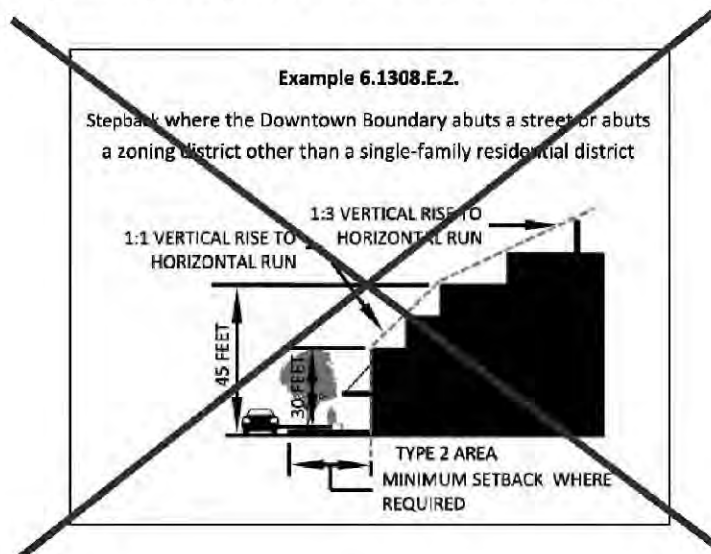 Example 6.1308.E.2.
Stepback where the Downtown Boundary abuts a street or abuts
a zoning district other than a single-family residential district
1:3 VERTICAL RISE TO
HORIZONTAL RUN
1:1 VERTICAL RISE TO
HORIZONTAL RUN
45 FEET
30 FEET
TYPE 2 AREA
MINIMUM SETBACK WHERE
REQUIRED